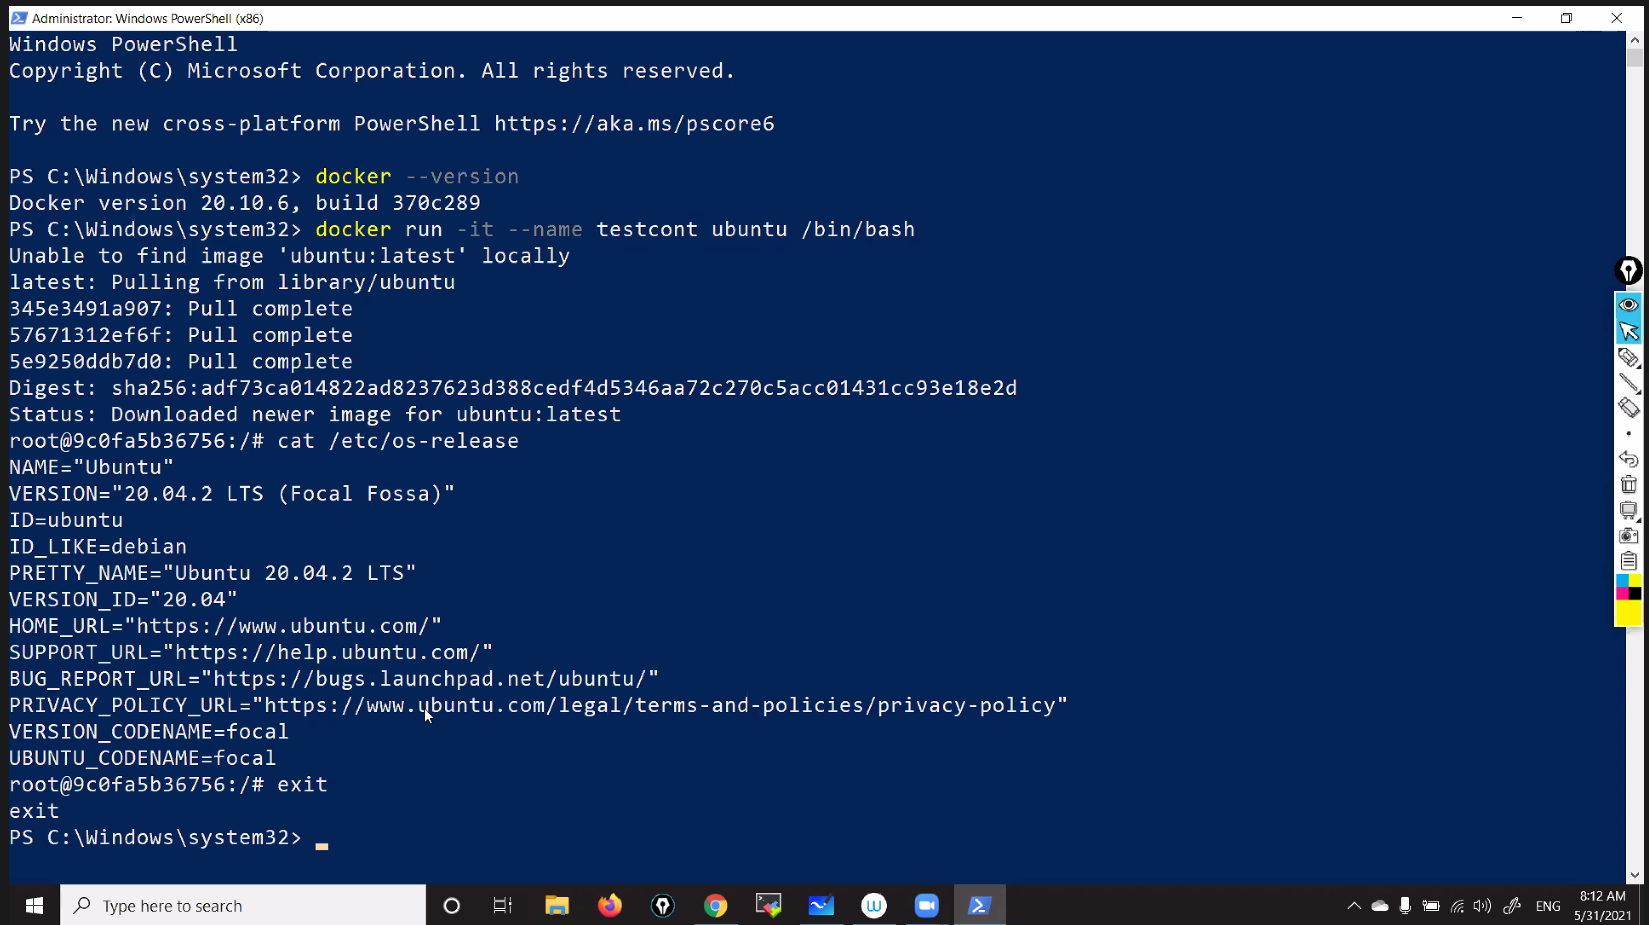 Administrator: Windows PowerShell (x86)
Windows PowerShell
Copyright (C) Microsoft Corporation. All rights reserved.
Try the new cross-platform PowerShell https://aka.ms/pscore6
PS C:\Windows\system32> docker --version
Docker version 20.10.6, build 370c289
PS C:\Windows\system32> docker run -it --name testcont ubuntu /bin/bash
Unable to find image 'ubuntu:latest' locally
latest: Pulling from library/ubuntu
345e3491a907: Pull complete
57671312ef6f: Pull complete
5e9250ddb7d0: Pull complete
Digest: sha256:adf73ca014822ad8237623d388cedf4d5346aa72c270c5acc01431cc93e18e2d
Status: Downloaded newer image for ubuntu:latest
root@9c0fa5b36756:/# cat /etc/os-release
NAME="Ubuntu"
VERSION="20.04.2 LTS (Focal Fossa)"
ID=ubuntu
ID_LIKE=debian
PRETTY_NAME="Ubuntu 20.04.2 LTS"
VERSION_ID="20.04"
HOME_URL="https://www.ubuntu.com/"
SUPPORT_URL="https://help.ubuntu.com/"
BUG_REPORT_URL="https://bugs.launchpad.net/ubuntu/"
PRIVACY_POLICY_URL="https://www.ubuntu.com/legal/terms-and-policies/privacy-policy"
VERSION_CODENAME=focal
UBUNTU_CODENAME=focal
root@9c0fa5b36756:/# exit
exit
PS C:\Windows\system32>
Type here to search
ENG
8:12 AM
5/31/2021